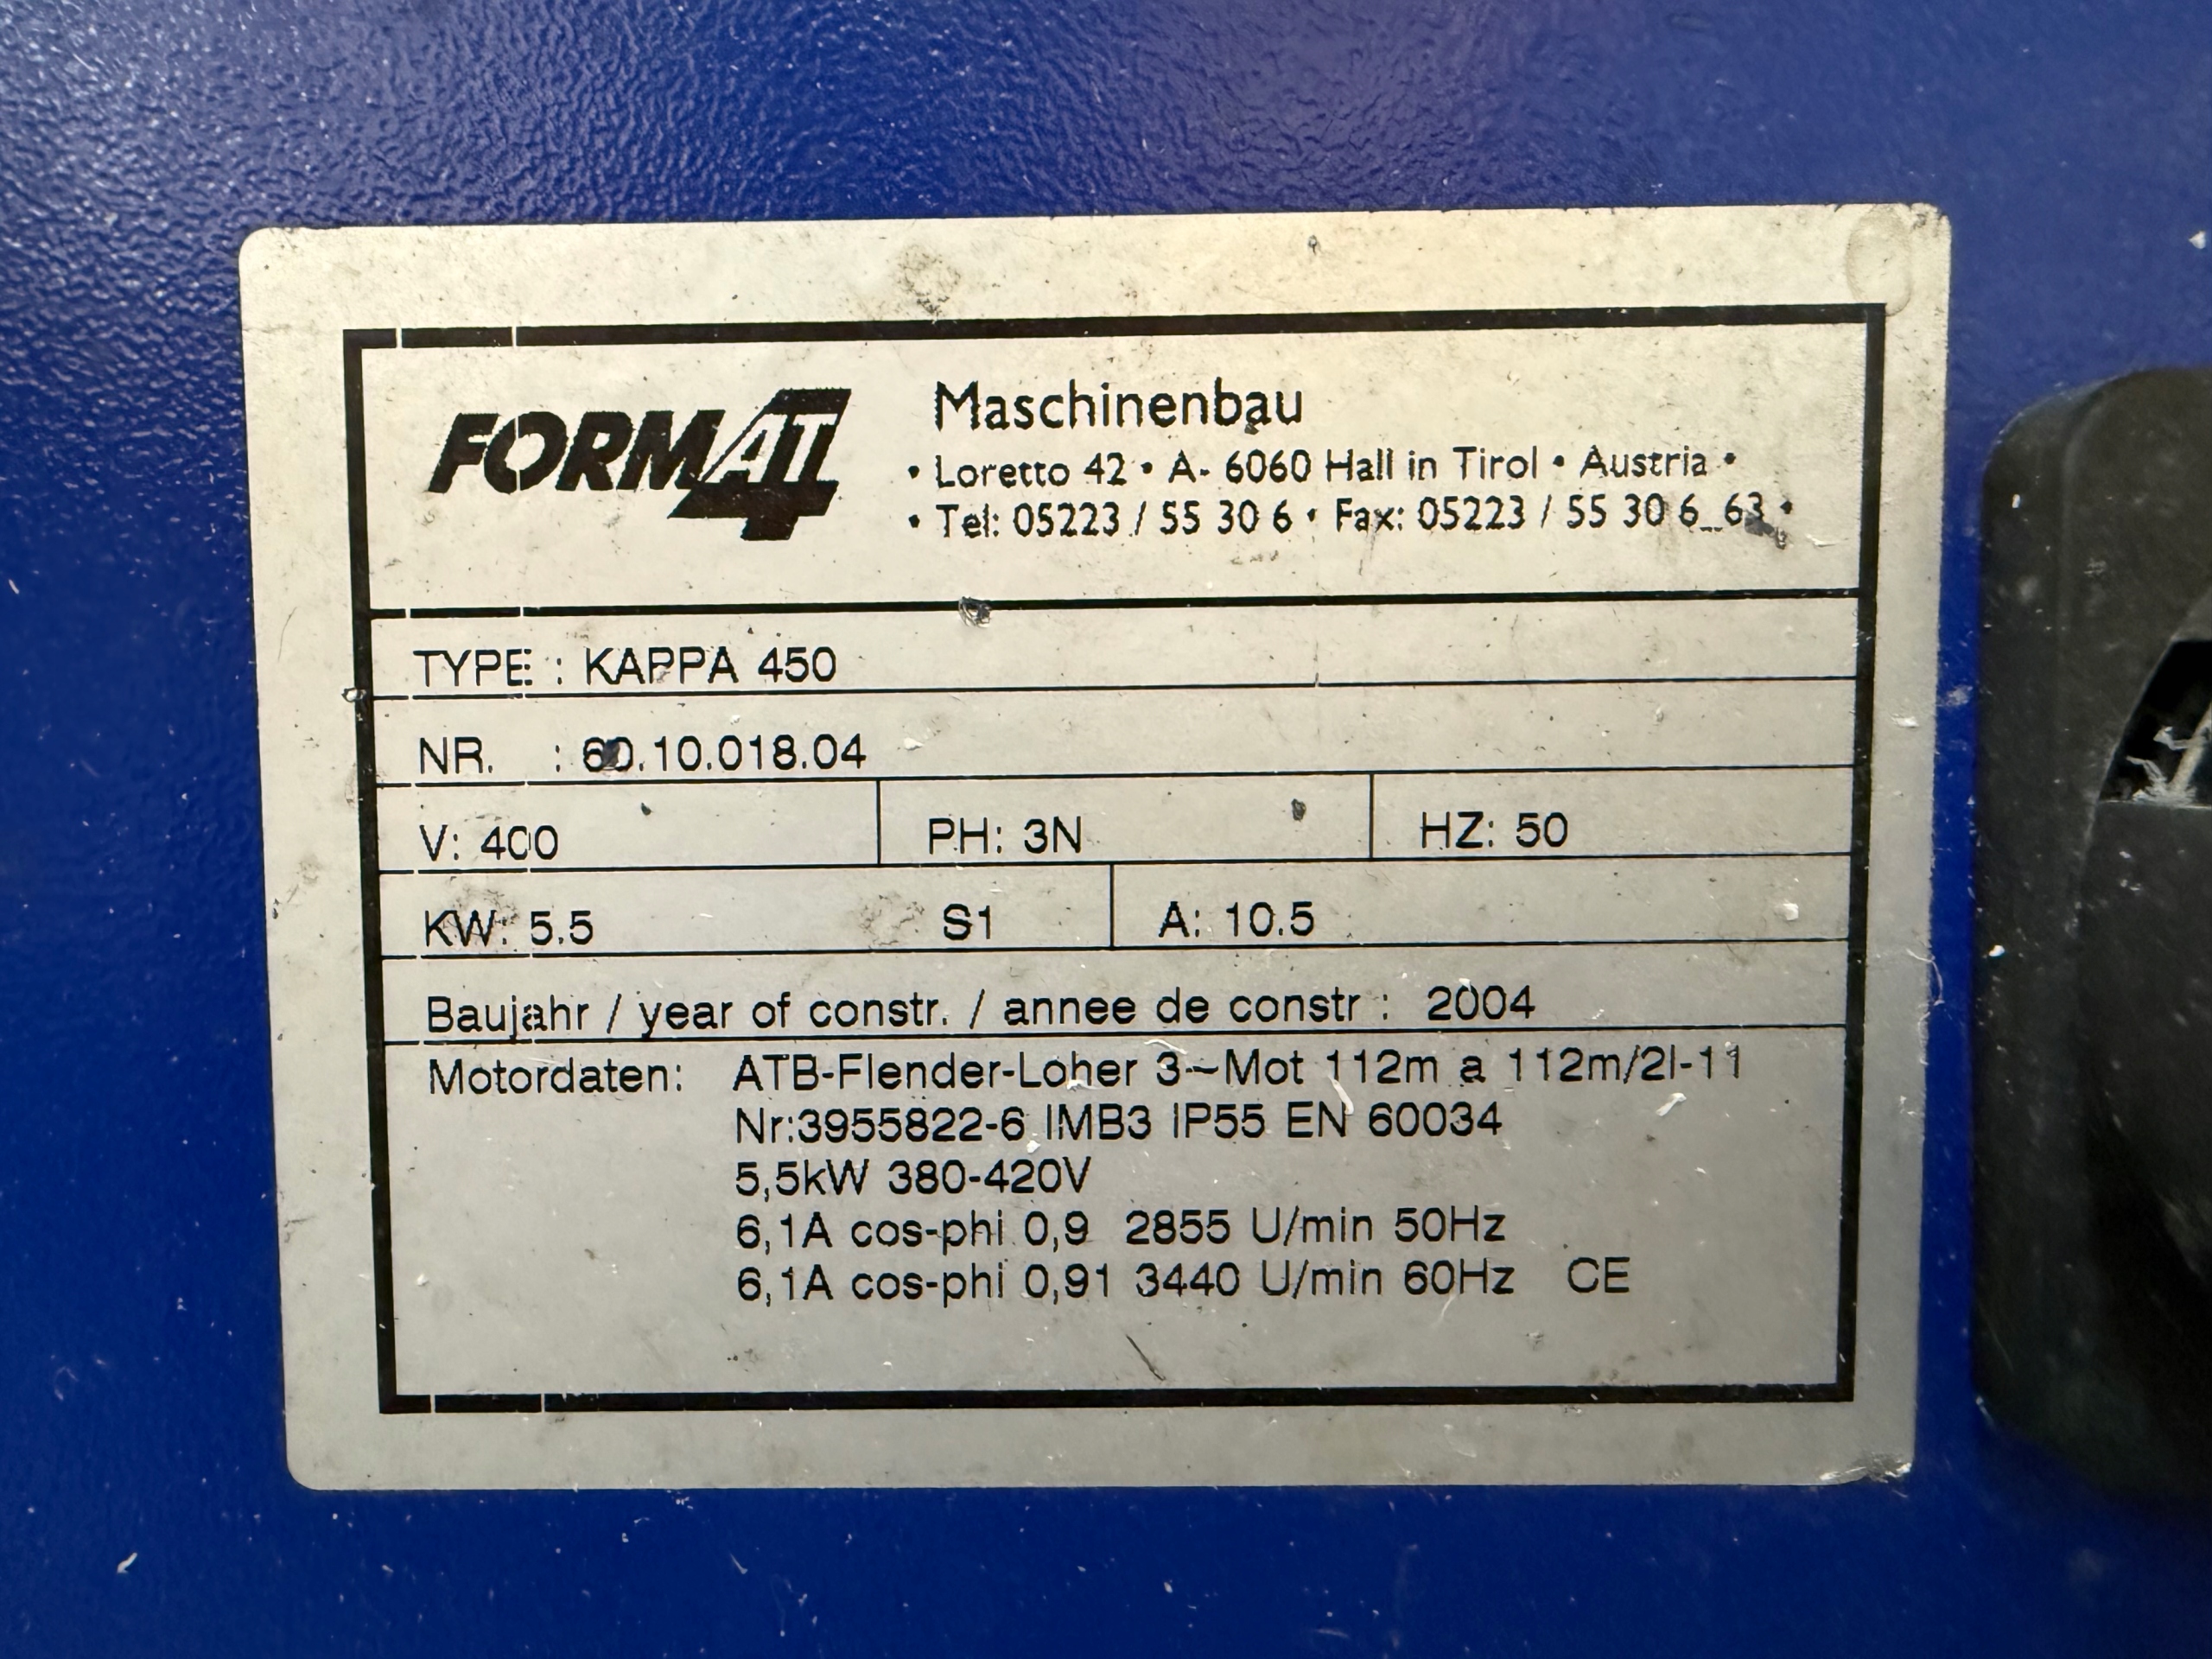 FORMAT 4
Maschinenbau
• Loretto 42 • A- 6060 Hall in Tirol • Austria •
• Tel: 05223 / 55 30 6 • Fax: 05223 / 55 30 6_63 •
TYPE : KAPPA 450
NR. : 60.10.018.04
V: 400 PH: 3N HZ: 50
KW: 5.5 S1 A: 10.5
Baujahr / year of constr. / annee de constr : 2004
Motordaten: ATB-Flender-Loher 3~Mot 112m a 112m/2l-11
Nr:3955822-6 IMB3 IP55 EN 60034
5,5kW 380-420V
6,1A cos-phi 0,9 2855 U/min 50Hz
6,1A cos-phi 0,91 3440 U/min 60Hz CE